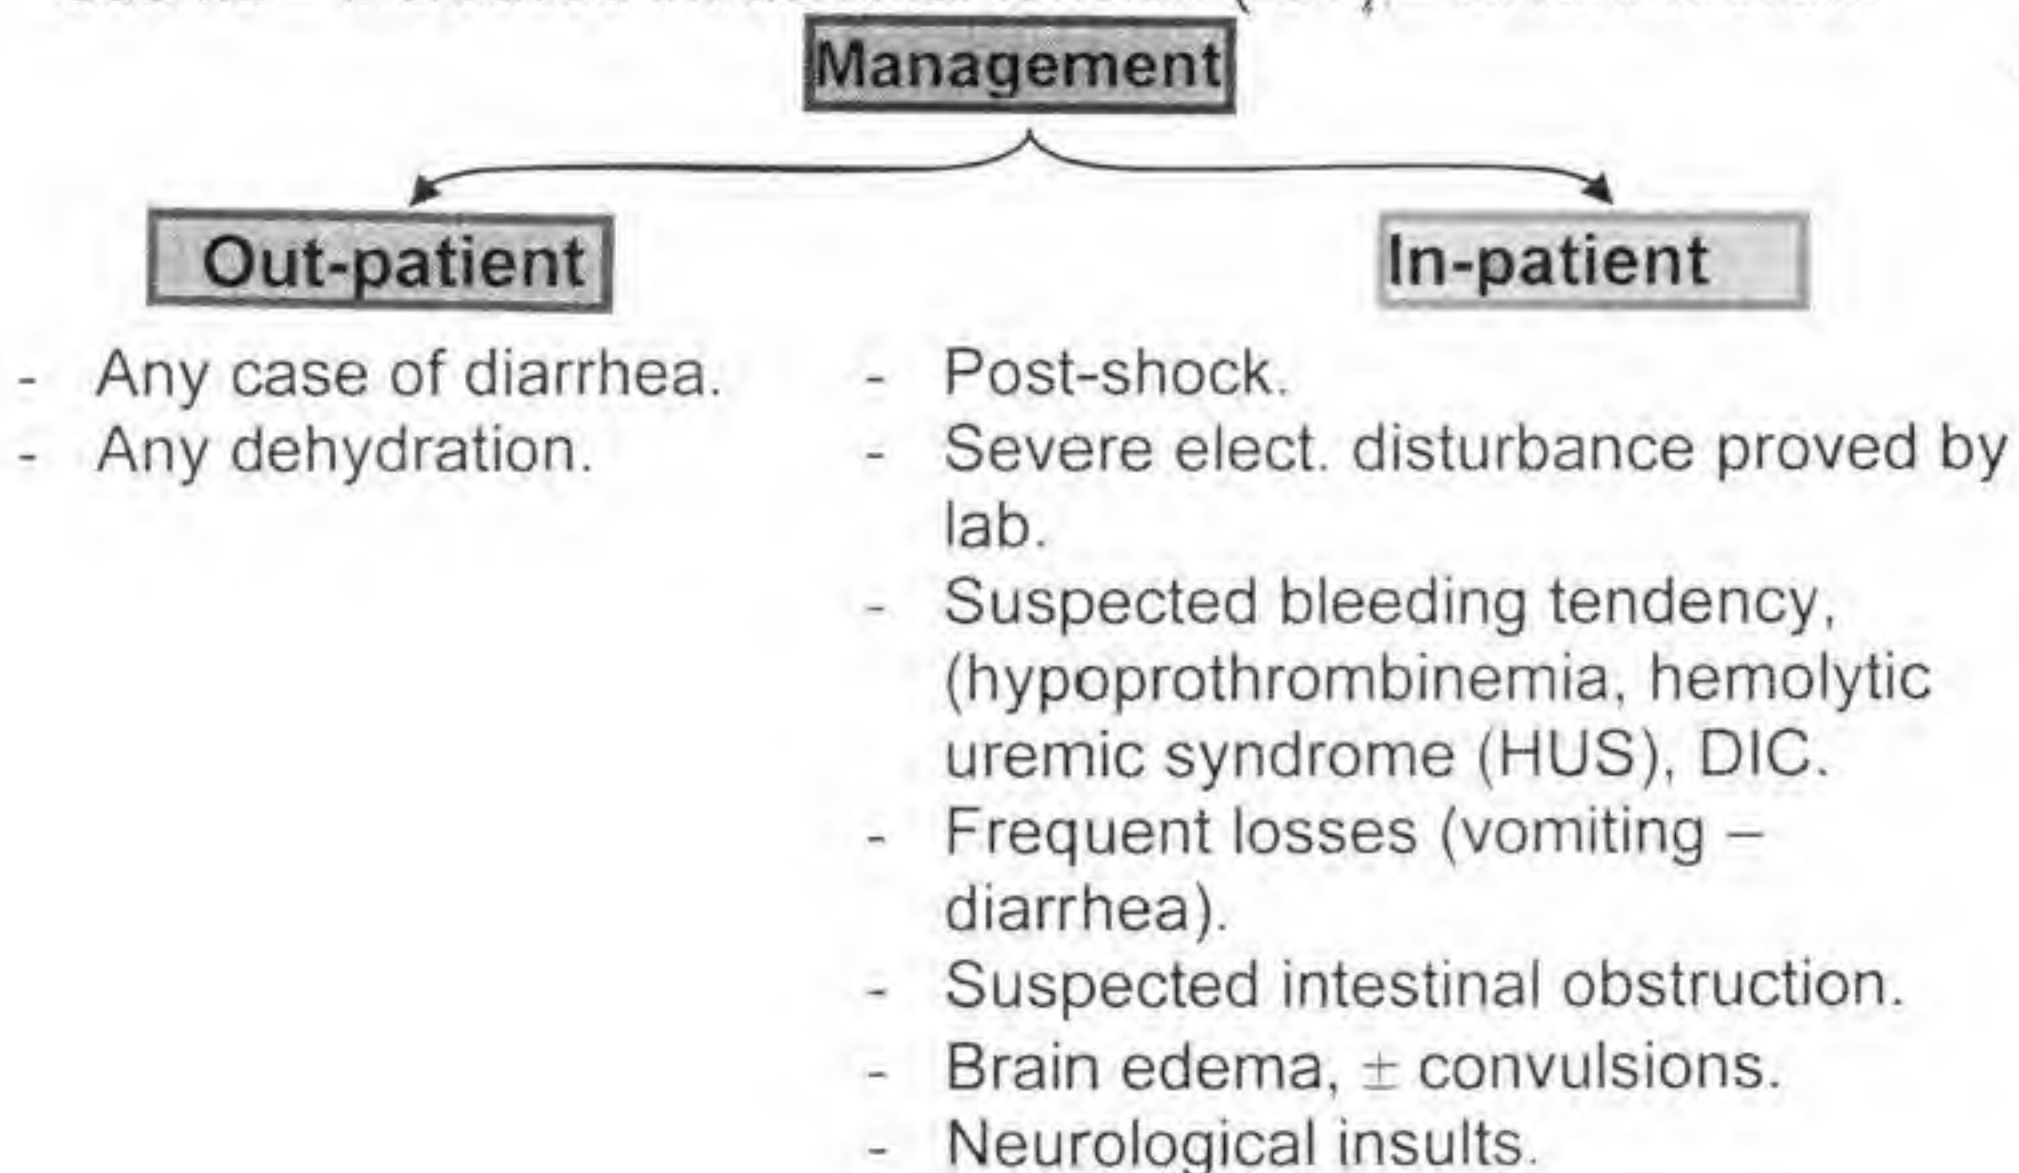 Management
Out-patient
In-patient
- Any case of diarrhea.
- Any dehydration.
- Post-shock.
- Severe elect. disturbance proved by
lab.
- Suspected bleeding tendency,
(hypoprothrombinemia, hemolytic
uremic syndrome (HUS), DIC.
- Frequent losses (vomiting –
diarrhea).
- Suspected intestinal obstruction.
- Brain edema, ± convulsions.
- Neurological insults.